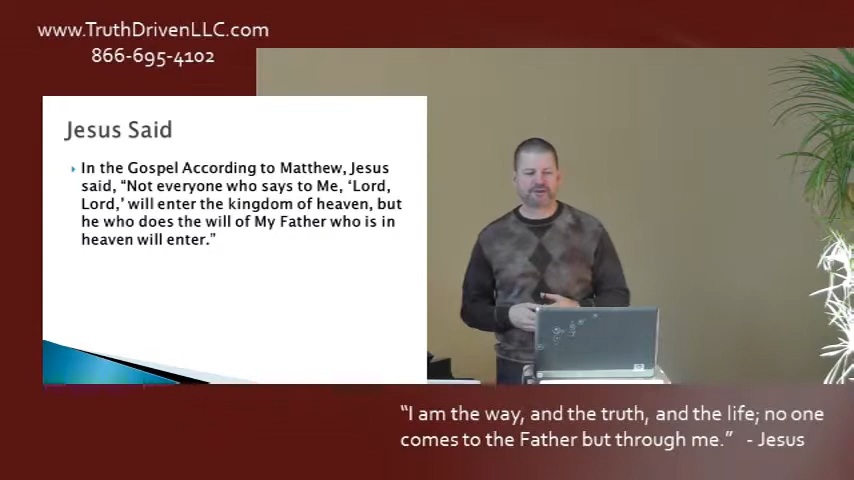 www.TruthDrivenLLC.com
866-695-4102
Jesus Said
In the Gospel According to Matthew, Jesus
said, “Not everyone who says to Me, ‘Lord,
Lord,’ will enter the kingdom of heaven, but
he who does the will of My Father who is in
heaven will enter.”
“I am the way, and the truth, and the life; no one
comes to the Father but through me.” - Jesus